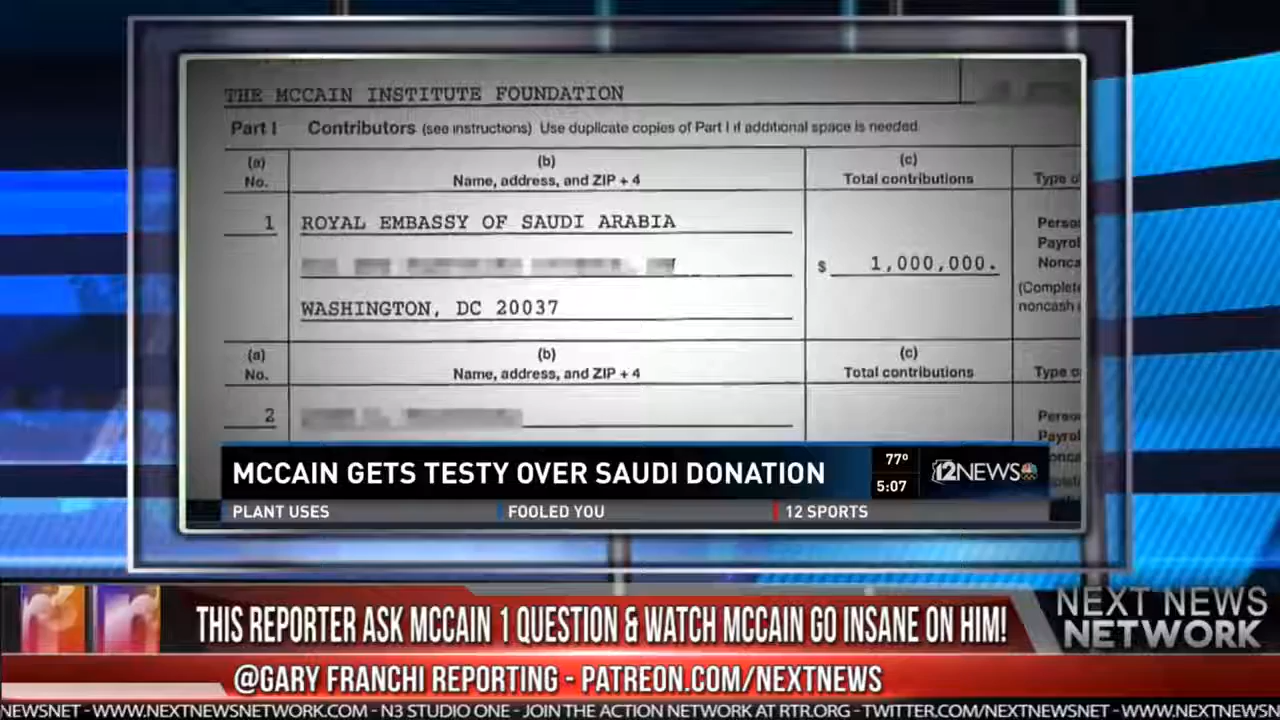 THE MCCAIN INSTITUTE FOUNDATION
Part I Contributors (see instructions) Use duplicate copies of Part I if additional space is needed.
(a) (b) (c)
No. Name, address, and ZIP + 4 Total contributions Type
1 ROYAL EMBASSY OF SAUDI ARABIA
$ 1,000,000.
WASHINGTON, DC 20037
(a) (b) (c)
No. Name, address, and ZIP + 4 Total contributions Type
2
MCCAIN GETS TESTY OVER SAUDI DONATION
77°
5:07
12NEWS
PLANT USES FOOLED YOU 12 SPORTS
THIS REPORTER ASK MCCAIN 1 QUESTION & WATCH MCCAIN GO INSANE ON HIM!
NEXT NEWS
NETWORK
@GARY FRANCHI REPORTING - PATREON.COM/NEXTNEWS
NEWSNET - WWW.NEXTNEWSNETWORK.COM - N3 STUDIO ONE - JOIN THE ACTION NETWORK AT RTR.ORG - TWITTER.COM/NEXTNEWSNET - WWW.NEXTNEWSN